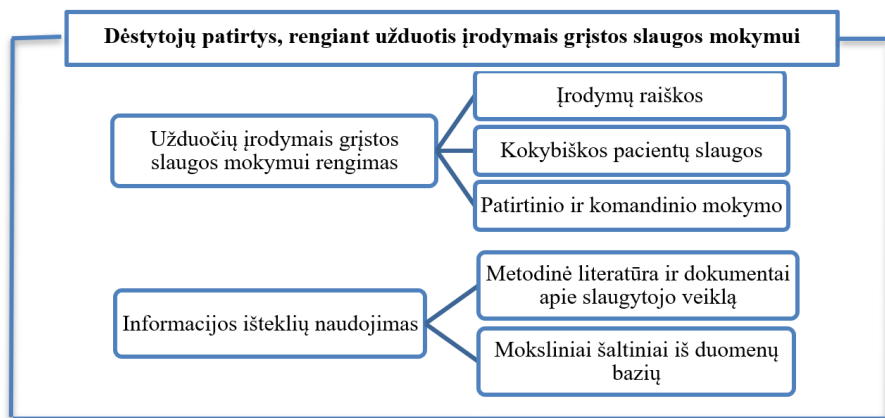 Dėstytojų patirtys, rengiant užduotis įrodymais grįstos slaugos mokymui
Užduočių įrodymais grįstos
slaugos mokymui rengimas
Įrodymų raiškos
Kokybiškos pacientų slaugos
Patirtinio ir komandinio mokymo
Informacijos išteklių naudojimas
Metodinė literatūra ir dokumentai
apie slaugytojo veiklą
Moksliniai šaltiniai iš duomenų
bazių